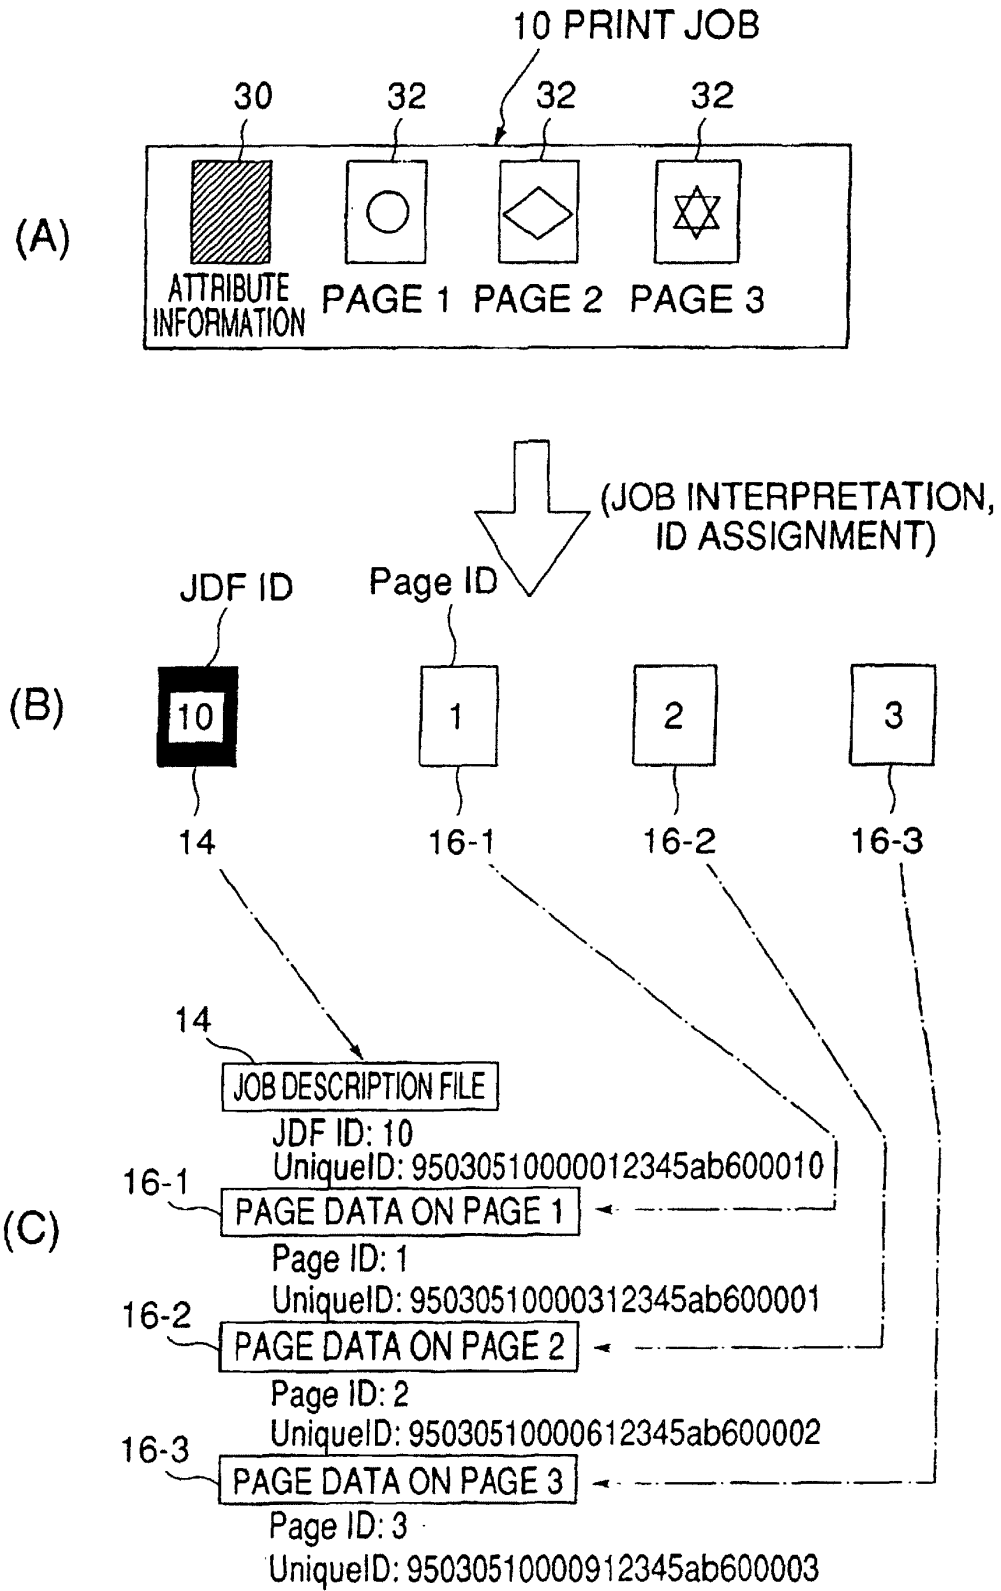 10 PRINT JOB
30 32 32 32
(A)
ATTRIBUTE
INFORMATION
PAGE 1 PAGE 2 PAGE 3
(JOB INTERPRETATION,
ID ASSIGNMENT)
JDF ID Page ID
(B)
10 1 2 3
14 16-1 16-2 16-3
14
JOB DESCRIPTION FILE
JDF ID: 10
UniqueID: 95030510000012345ab600010
16-1
(C)
PAGE DATA ON PAGE 1
Page ID: 1
UniqueID: 95030510000312345ab600001
16-2
PAGE DATA ON PAGE 2
Page ID: 2
UniqueID: 95030510000612345ab600002
16-3
PAGE DATA ON PAGE 3
Page ID: 3
UniqueID: 95030510000912345ab600003